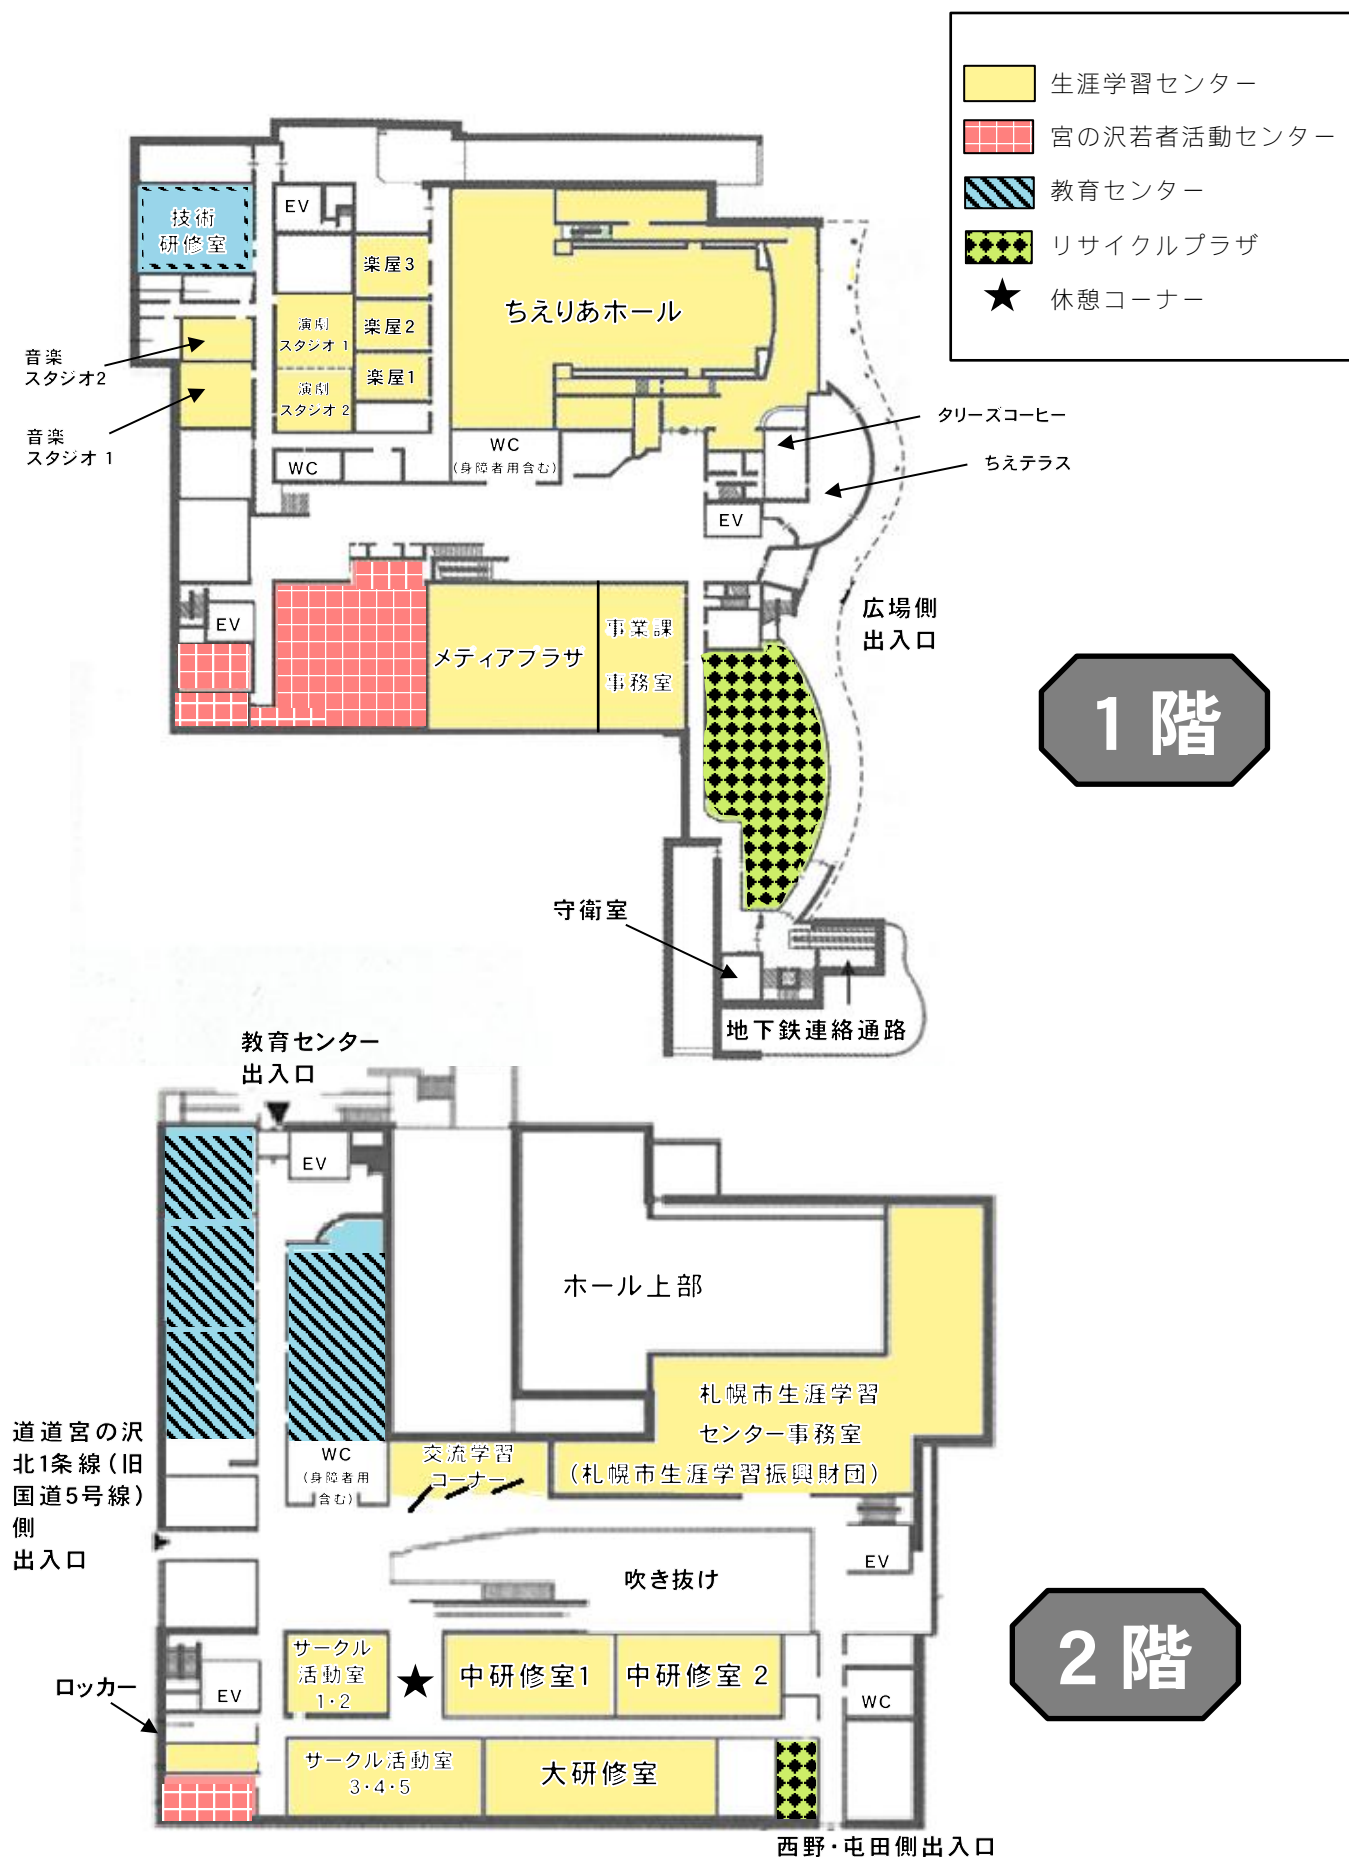 生涯学習センター
宮の沢若者活動センター
教育センター
リサイクルプラザ
★ 休憩コーナー
技術
研修室
EV
楽屋3
楽屋2
楽屋1
演劇
スタジオ1
演劇
スタジオ2
ちえりあホール
音楽
スタジオ2
音楽
スタジオ1
WC
WC
(身障者用含む)
タリーズコーヒー
ちえテラス
EV
EV
メディアプラザ
事業課
事務室
広場側
出入口
1階
守衛室
地下鉄連絡通路
教育センター
出入口
EV
ホール上部
札幌市生涯学習
センター事務室
(札幌市生涯学習振興財団)
交流学習
コーナー
WC
(身障者用
含む)
道道宮の沢
北1条線(旧
国道5号線)
側
出入口
EV
吹き抜け
2階
サークル
活動室
1・2
★
中研修室1
中研修室2
ロッカー
EV
WC
サークル活動室
3・4・5
大研修室
西野・屯田側出入口